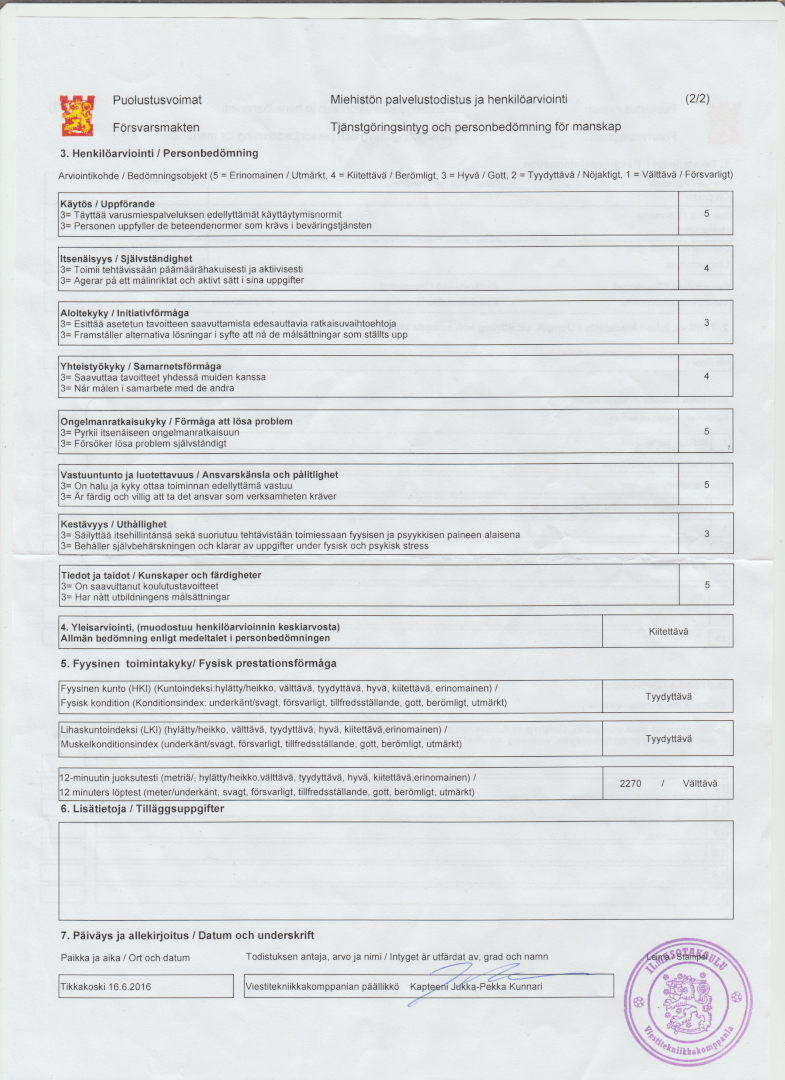 Puolustusvoimat Miehistön palvelustodistus ja henkilöarviointi (2/2)
Försvarsmakten Tjänstgöringsintyg och personbedömning för manskap
3. Henkilöarviointi / Personbedömning
Arviointikohde / Bedömningsobjekt (5 = Erinomainen / Utmärkt, 4 = Kiitettävä / Berömligt, 3 = Hyvä / Gott, 2 = Tyydyttävä / Nöjaktigt, 1 = Välttävä / Försvarligt)
Käytös / Uppförande
3= Täyttää varusmiespalveluksen edellyttämät käyttäytymisnormit 5
3= Personen uppfyller de beteendenormer som krävs i beväringstjänsten
Itsenäisyys / Självständighet
3= Toimii tehtävissään päämäärähakuisesti ja aktiivisesti 4
3= Agerar på ett målinriktat och aktivt sätt i sina uppgifter
Aloitekyky / Initiativförmåga
3= Esittää asetetun tavoitteen saavuttamista edesauttavia ratkaisuvaihtoehtoja 3
3= Framställer alternativa lösningar i syfte att nå de målsättningar som ställts upp
Yhteistyökyky / Samarnetsförmåga
3= Saavuttaa tavoitteet yhdessä muiden kanssa 4
3= Når målen i samarbete med de andra
Ongelmanratkaisukyky / Förmåga att lösa problem
3= Pyrkii itsenäiseen ongelmanratkaisuun 5
3= Försöker lösa problem självständigt
Vastuuntunto ja luotettavuus / Ansvarskänsla och pålitlighet
3= On halu ja kyky ottaa toiminnan edellyttämä vastuu 5
3= Är färdig och villig att ta det ansvar som verksamheten kräver
Kestävyys / Uthållighet
3= Säilyttää itsehillintänsä sekä suoriutuu tehtävistään toimiessaan fyysisen ja psyykkisen paineen alaisena 3
3= Behåller självbehärskningen och klarar av uppgifter under fysisk och psykisk stress
Tiedot ja taidot / Kunskaper och färdigheter
3= On saavuttanut koulutustavoitteet 5
3= Har nått utbildningens målsättningar
4. Yleisarviointi, (muodostuu henkilöarvioinnin keskiarvosta) Kiitettävä
Allmän bedömning enligt medeltalet i personbedömningen
5. Fyysinen toimintakyky/ Fysisk prestationsförmåga
Fyysinen kunto (HKI) (Kuntoindeksi:hylätty/heikko, välttävä, tyydyttävä, hyvä, kiitettävä, erinomainen) / Tyydyttävä
Fysisk kondition (Konditionsindex: underkänt/svagt, försvarligt, tillfredsställande, gott, berömligt, utmärkt)
Lihaskuntoindeksi (LKI) (hylätty/heikko, välttävä, tyydyttävä, hyvä, kiitettävä,erinomainen) / Tyydyttävä
Muskelkonditionsindex (underkänt/svagt, försvarligt, tillfredsställande, gott, berömligt, utmärkt)
12-minuutin juoksutesti (metriä/; hylätty/heikko,välttävä, tyydyttävä, hyvä, kiitettävä,erinomainen) / 2270 / Välttävä
12 minuters löptest (meter/underkänt, svagt, försvarligt, tillfredsställande, gott, berömligt, utmärkt)
6. Lisätietoja / Tilläggsuppgifter
7. Päiväys ja allekirjoitus / Datum och underskrift
Paikka ja aika / Ort och datum Todistuksen antaja, arvo ja nimi / Intyget är utfärdat av, grad och namn Leima / Stämpel
Tikkakoski 16.6.2016 Viestitekniikkakomppanian päällikkö Kapteeni Jukka-Pekka Kunnari
ILMASOTAKOULU
Viestitekniikkakomppania